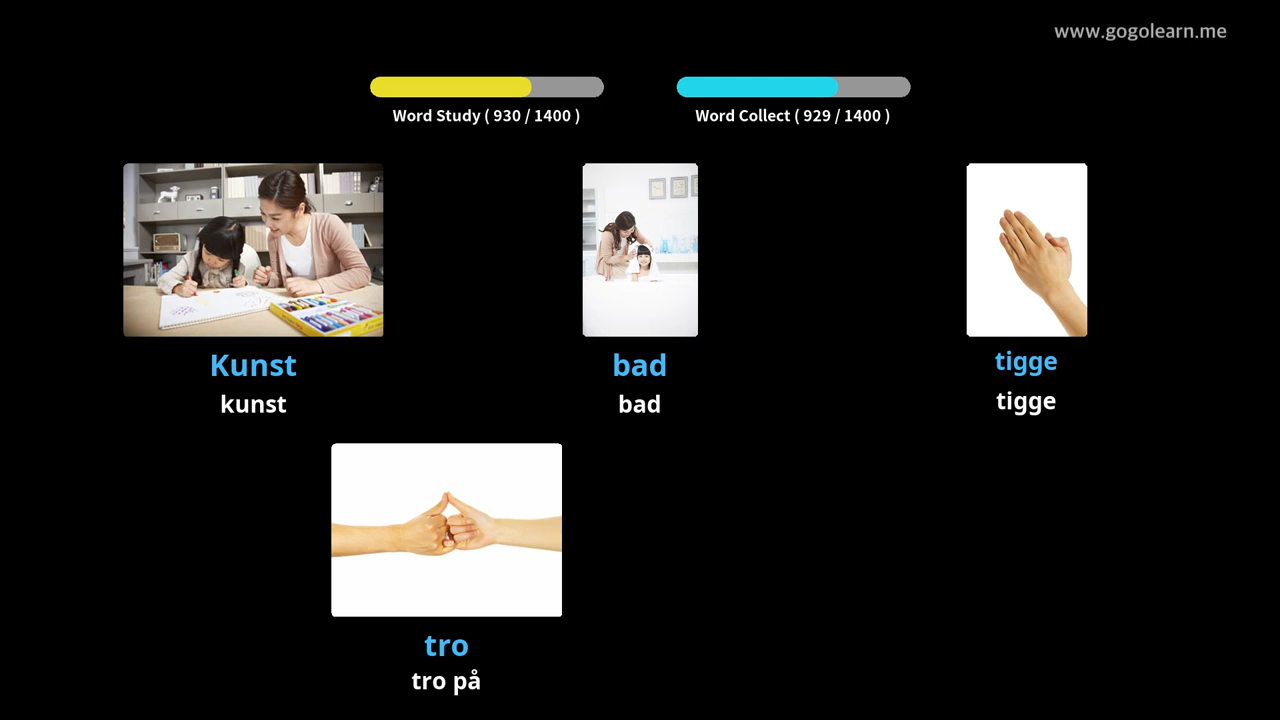 www.gogolearn.me
Word Study ( 930 / 1400 )
Word Collect ( 929 / 1400 )
Kunst
kunst
bad
bad
tigge
tigge
tro
tro på